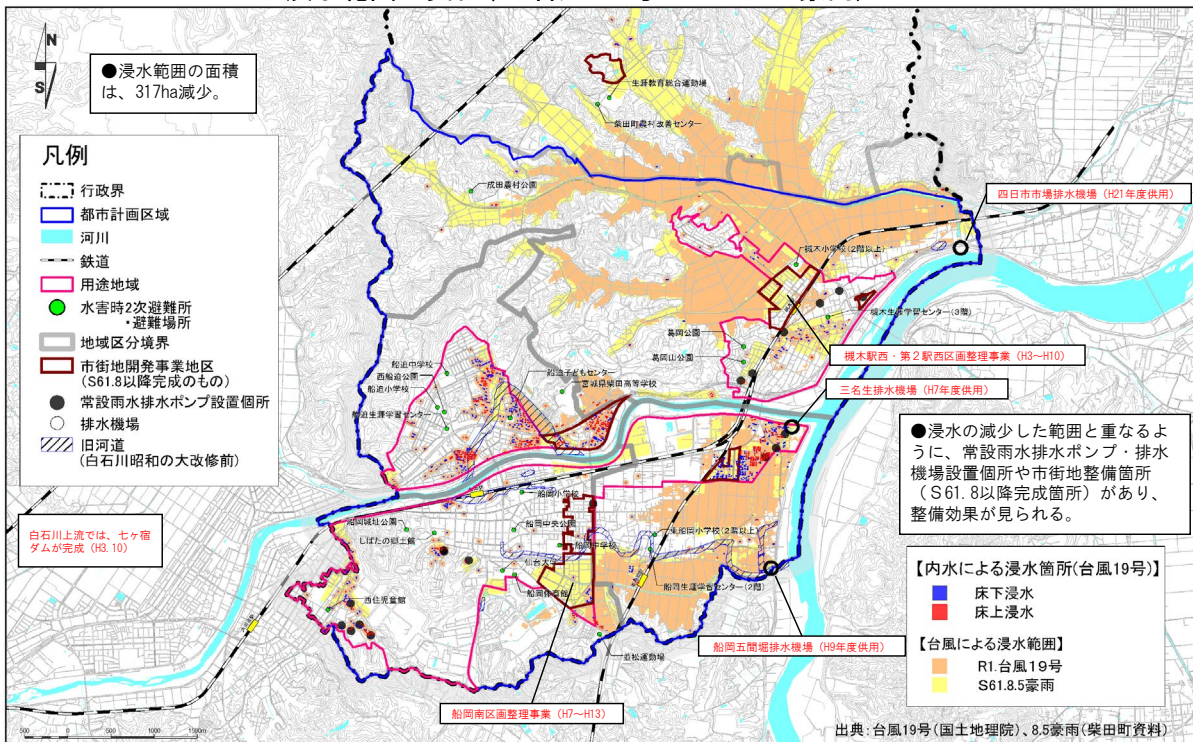 N
S
●浸水範囲の面積
は、317ha減少。
凡例
行政界
都市計画区域
河川
鉄道
用途地域
水害時2次避難所
・避難場所
地域区分境界
市街地開発事業地区
(S61.8以降完成のもの)
常設雨水排水ポンプ設置個所
排水機場
旧河道
(白石川昭和の大改修前)
白石川上流では、七ヶ宿
ダムが完成（H3.10）
生涯教育総合運動場
柴田町農村改善センター
成田農村公園
四日市市場排水機場（H21年度供用）
槻木小学校(2階以上)
槻木生涯学習センター(3階)
葛岡公園
葛岡山公園
槻木駅西・第2駅西区画整理事業（H3～H10）
三名生排水機場（H7年度供用）
船迫中学校
西船迫公園
船迫小学校
船迫生涯学習センター
船迫子どもセンター
宮城県柴田高等学校
●浸水の減少した範囲と重なるよ
うに、常設雨水排水ポンプ・排水
機場設置個所や市街地整備箇所
（S61.8以降完成箇所）があり、
整備効果が見られる。
船岡小学校
船岡城址公園
船岡中央公園
しばたの郷土館
船岡中学校
東船岡小学校(2階以上)
仙台大学
船岡体育館
船岡生涯学習センター(2階)
西住児童館
並松運動場
船岡五間堀排水機場（H9年度供用）
船岡南区画整理事業（H7～H13）
【内水による浸水箇所(台風19号)】
床下浸水
床上浸水
【台風による浸水範囲】
R1.台風19号
S61.8.5豪雨
500 0 500 1000 1500m
出典：台風19号(国土地理院)、8.5豪雨(柴田町資料)